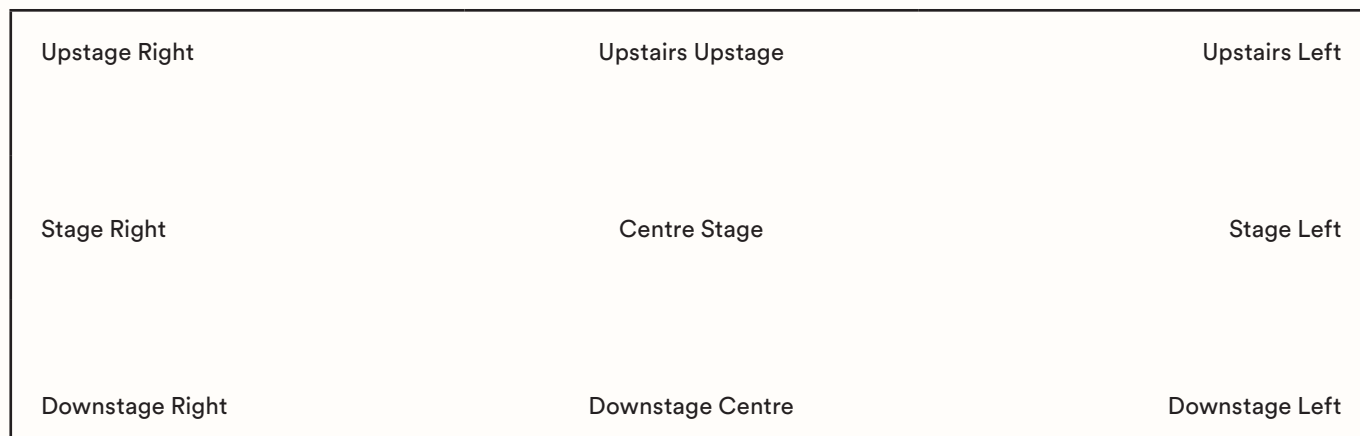 Upstage Right
Upstairs Upstage
Upstairs Left
Stage Right
Centre Stage
Stage Left
Downstage Right
Downstage Centre
Downstage Left